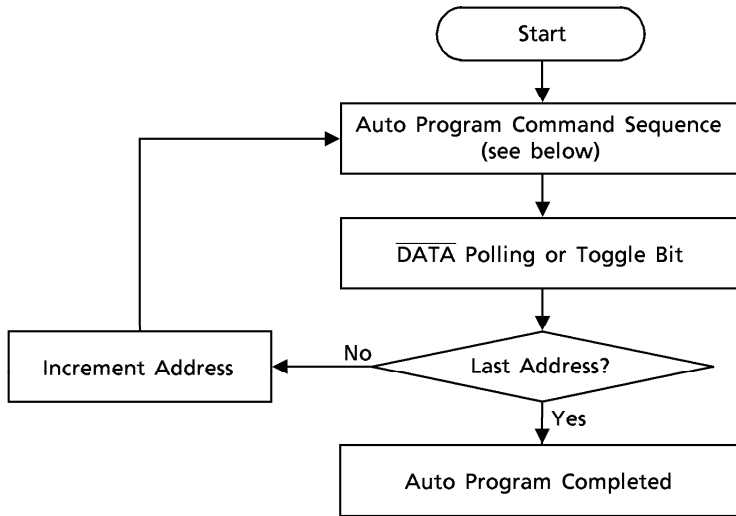 Start
Auto Program Command Sequence
(see below)
D̅A̅T̅A̅ Polling or Toggle Bit
Last Address?
No
Increment Address
Yes
Auto Program Completed